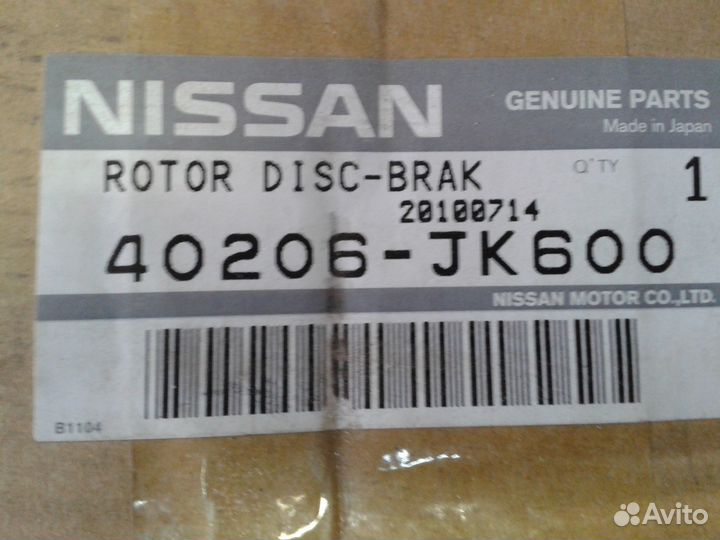 NISSAN
GENUINE PARTS
Made in Japan
ROTOR DISC-BRAK
Q'TY 1
20100714
40206-JK600
NISSAN MOTOR CO.,LTD.
B1104
Avito